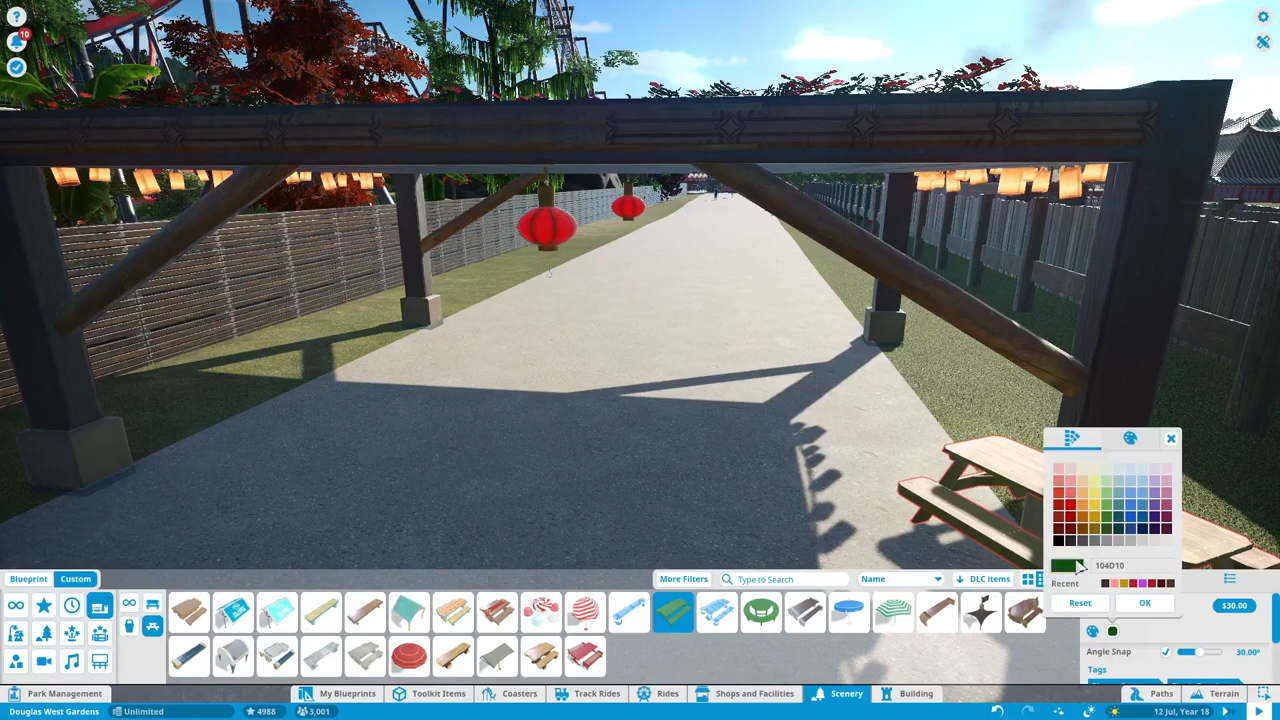 ?
10
104D10
Recent
Reset
OK
Blueprint
Custom
More Filters
Type to Search
Name
DLC items
$30.00
Angle Snap
30.00°
Tags
Park Management
My Blueprints
Toolkit Items
Coasters
Track Rides
Rides
Shops and Facilities
Scenery
Building
Paths
Terrain
Douglas West Gardens
Unlimited
4988
3,001
12 Jul, Year 18